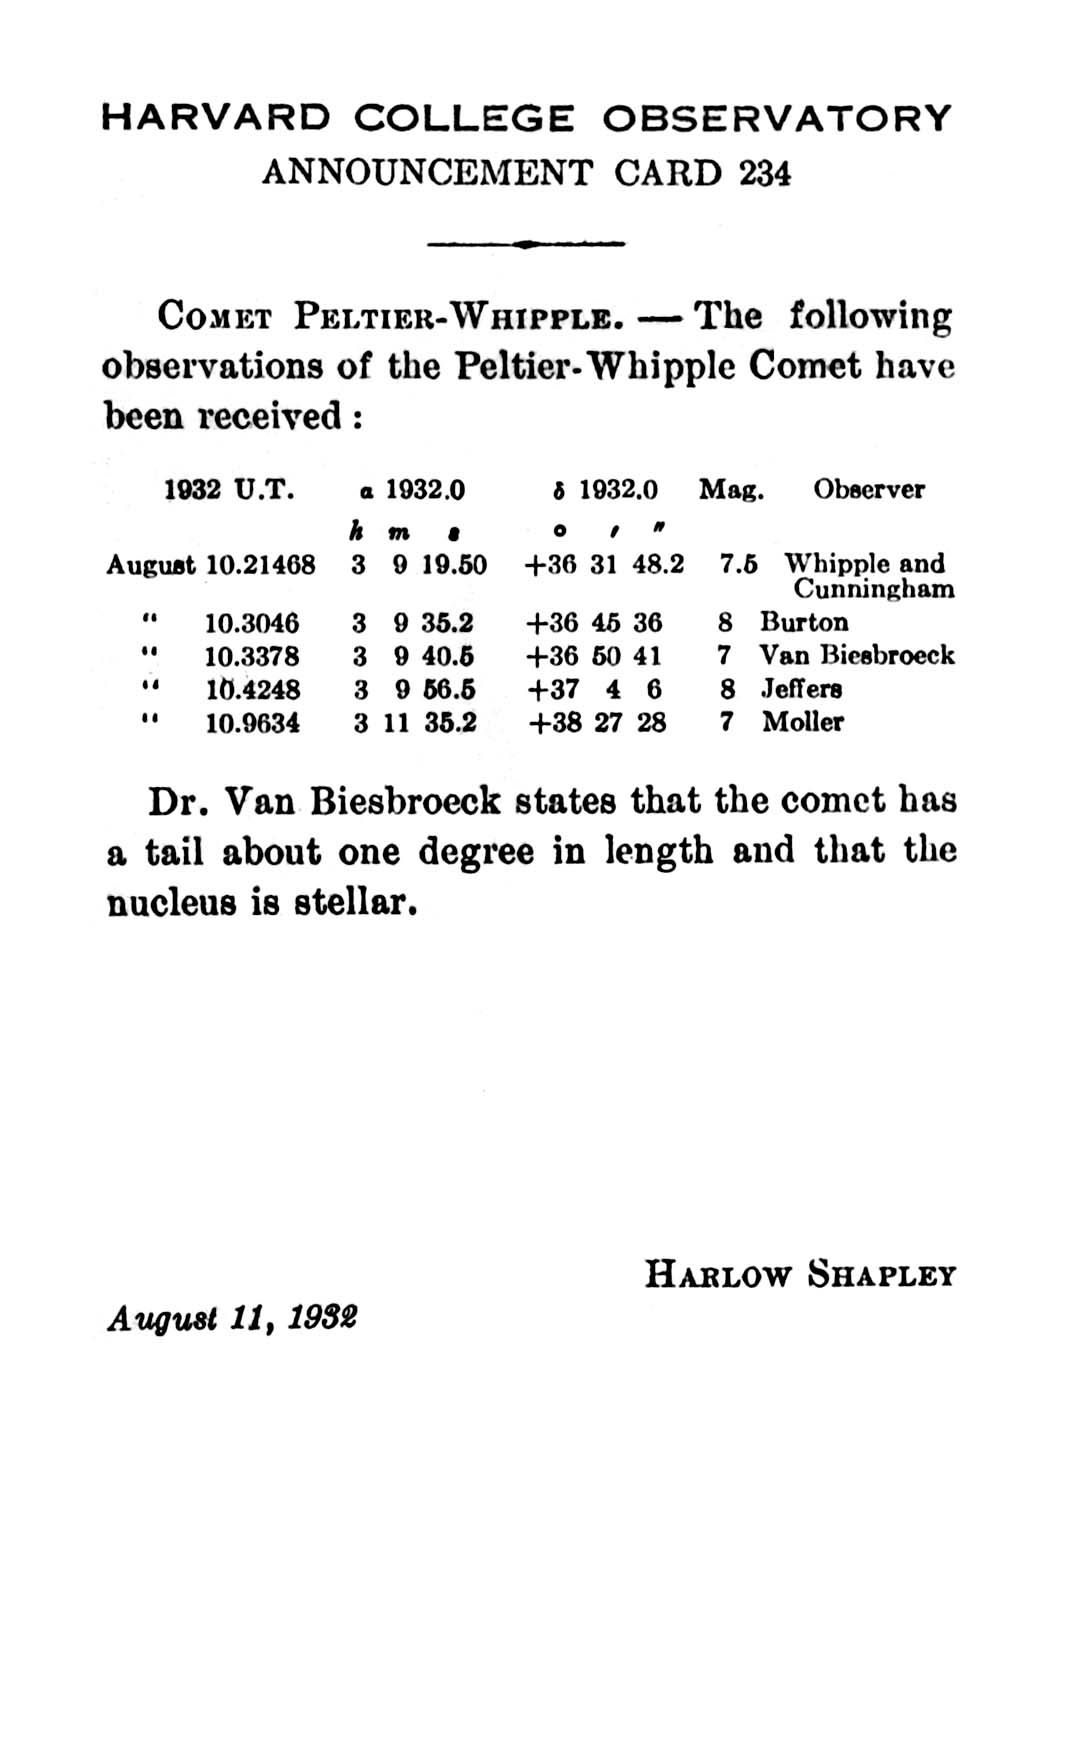 HARVARD COLLEGE OBSERVATORY
ANNOUNCEMENT CARD 234
COMET PELTIER-WHIPPLE. — The following
observations of the Peltier-Whipple Comet have
been received :
1932 U.T. α 1932.0 δ 1932.0 Mag. Observer
h m s ° ′ ″
August 10.21468 3 9 19.50 +36 31 48.2 7.5 Whipple and
Cunningham
“ 10.3046 3 9 35.2 +36 45 36 8 Burton
“ 10.3378 3 9 40.5 +36 50 41 7 Van Biesbroeck
“ 10.4248 3 9 56.5 +37 4 6 8 Jeffers
“ 10.9634 3 11 35.2 +38 27 28 7 Moller
Dr. Van Biesbroeck states that the comet has
a tail about one degree in length and that the
nucleus is stellar.
HARLOW SHAPLEY
August 11, 1932